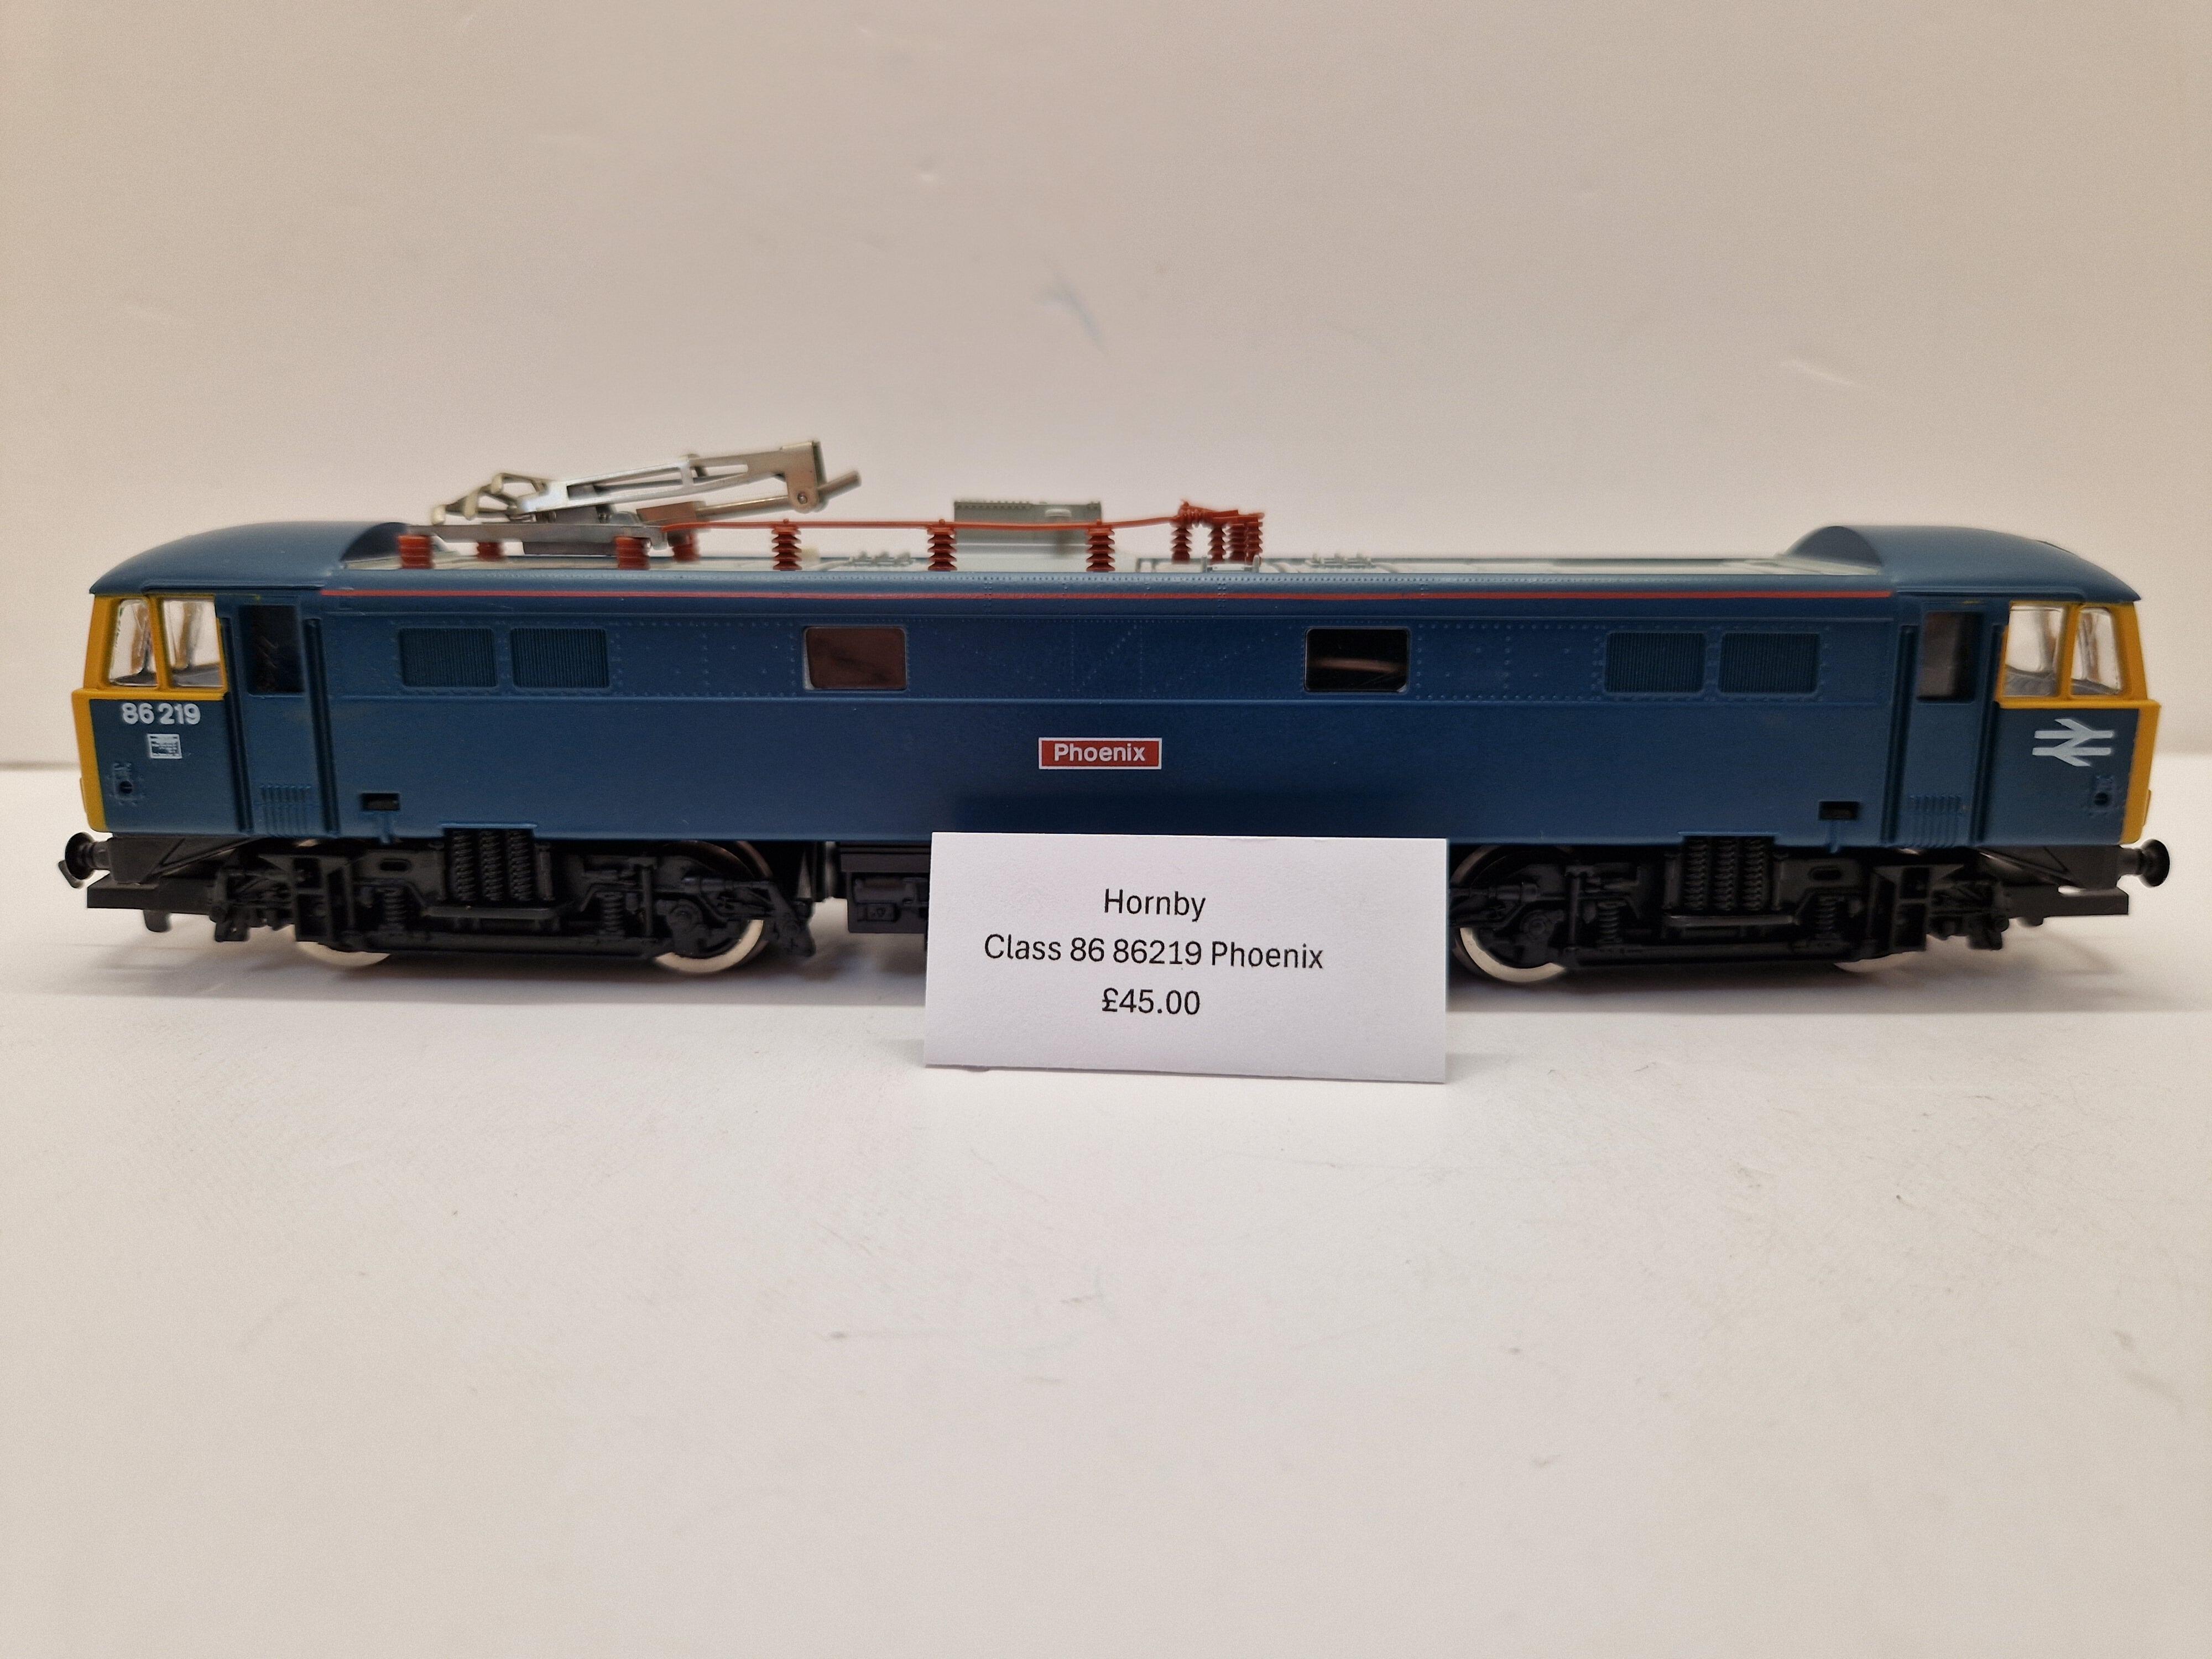 86 219
Phoenix
Hornby
Class 86 86219 Phoenix
£45.00